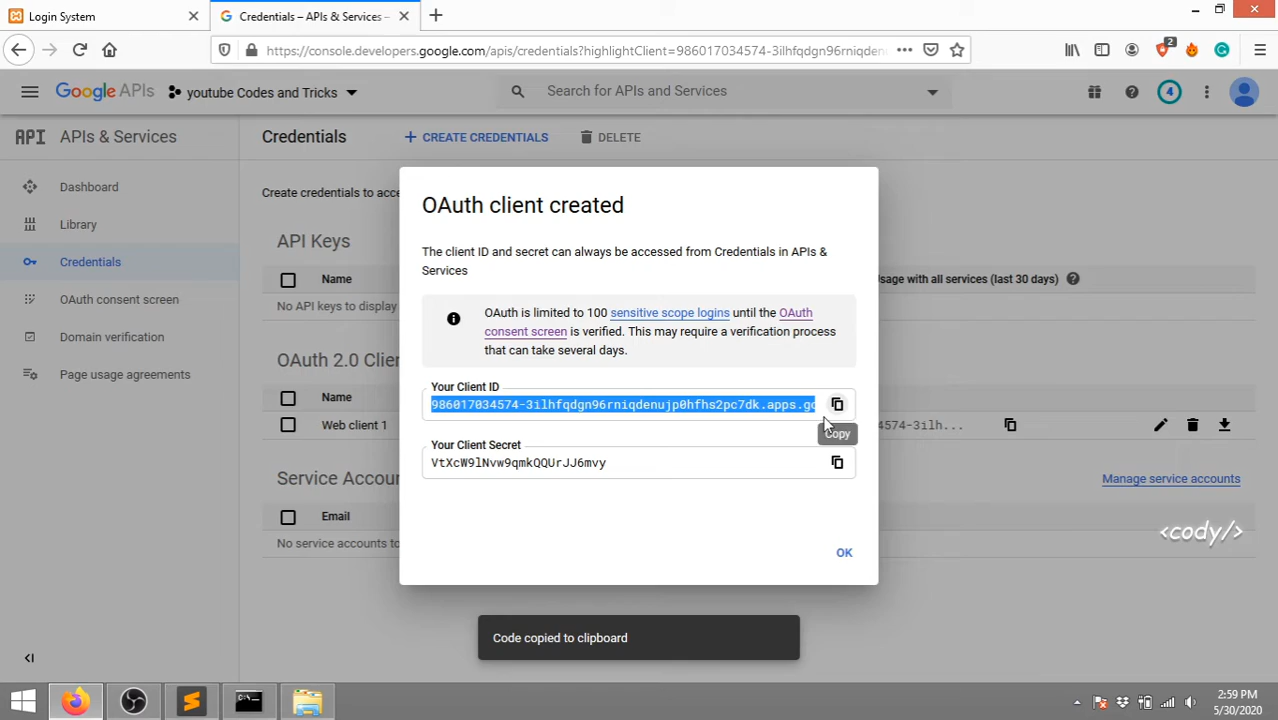 Login System
Credentials – APIs & Services –
https://console.developers.google.com/apis/credentials?highlightClient=986017034574-3ilhfqdgn96rniqdenu
2
Google APIs
youtube Codes and Tricks
Search for APIs and Services
4
API APIs & Services
Credentials
CREATE CREDENTIALS
DELETE
Dashboard
Library
Credentials
OAuth consent screen
Domain verification
Page usage agreements
Create credentials to acce
API Keys
Name
Usage with all services (last 30 days)
No API keys to display
OAuth 2.0 Clie
Name
Web client 1
4574-3ilh...
Service Accou
Manage service accounts
Email
No service accounts to
OAuth client created
The client ID and secret can always be accessed from Credentials in APIs &
Services
OAuth is limited to 100 sensitive scope logins until the OAuth
consent screen is verified. This may require a verification process
that can take several days.
Your Client ID
986017034574-3ilhfqdgn96rniqdenujp0hfhs2pc7dk.apps.go
Copy
Your Client Secret
VtXcW9lNvw9qmkQQUrJJ6mvy
OK
<cody/>
Code copied to clipboard
2:59 PM
5/30/2020